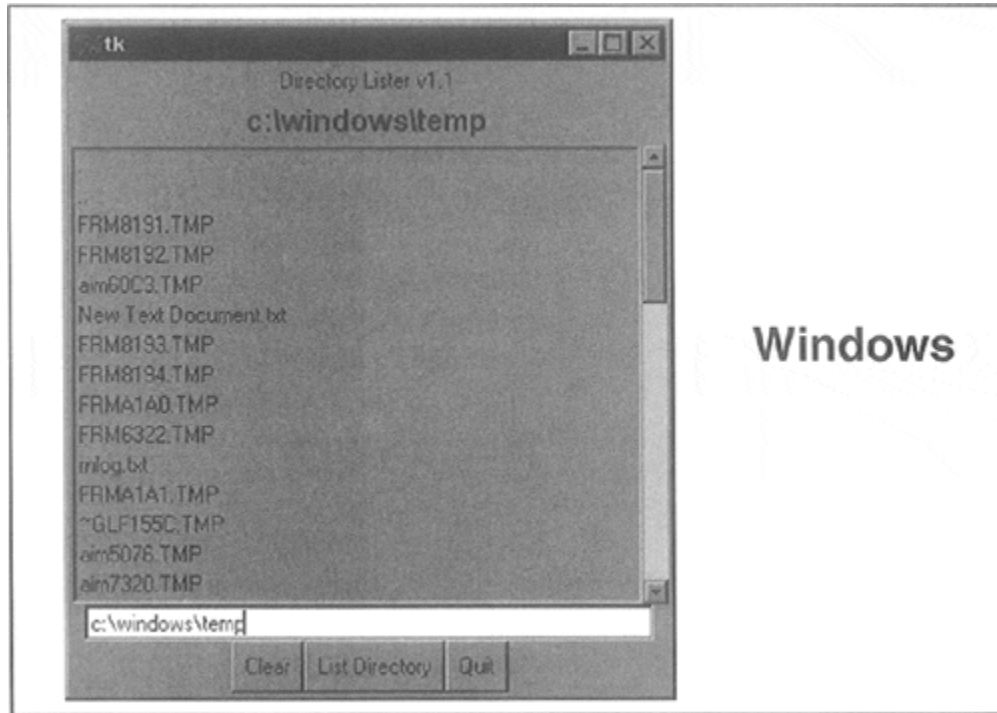 tk
Directory Lister v1.1
c:\windows\temp
.
..
FRM8191.TMP
FRM8192.TMP
aim60C3.TMP
New Text Document.txt
FRM8193.TMP
FRM8194.TMP
FRMA1A0.TMP
FRM6322.TMP
mlog.txt
FRMA1A1.TMP
~GLF155C.TMP
aim5076.TMP
aim7320.TMP
c:\windows\temp
Clear List Directory Quit
Windows